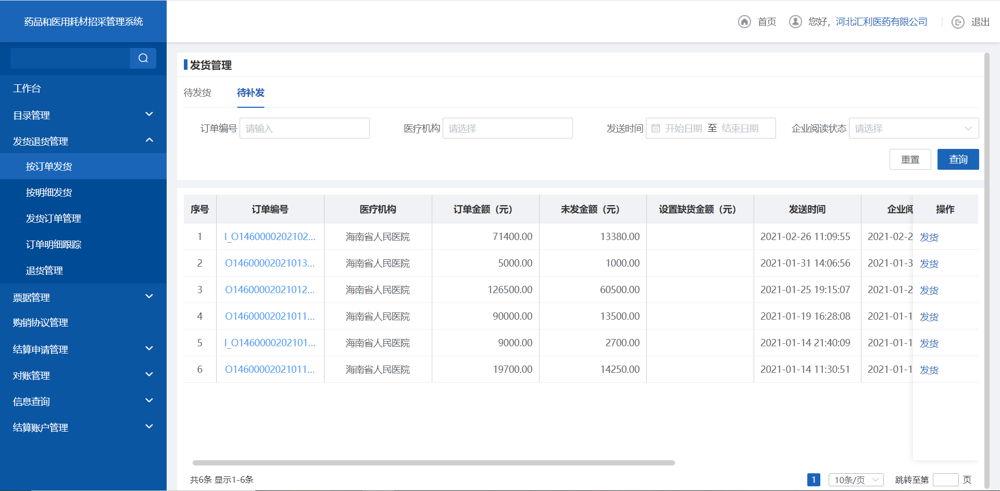 药品和医用耗材招采管理系统
首页
您好，河北汇利医药有限公司
退出
工作台
目录管理
发货退货管理
按订单发货
按明细发货
发货订单管理
订单明细跟踪
退货管理
票据管理
购销协议管理
结算申请管理
对账管理
信息查询
结算账户管理
发货管理
待发货 待补发
订单编号 请输入 医疗机构 请选择 发送时间 开始日期 至 结束日期 企业阅读状态 请选择
重置 查询
序号 订单编号 医疗机构 订单金额（元） 未发金额（元） 设置缺货金额（元） 发送时间 企业阅 操作
1 I_O1460000202102... 海南省人民医院 71400.00 13380.00 2021-02-26 11:09:55 2021-02-2 发货
2 O14600002021013... 海南省人民医院 5000.00 1000.00 2021-01-31 14:06:56 2021-01-3 发货
3 O14600002021012... 海南省人民医院 126500.00 60500.00 2021-01-25 19:15:07 2021-01-2 发货
4 O14600002021011... 海南省人民医院 90000.00 13500.00 2021-01-19 16:28:08 2021-01-1 发货
5 I_O1460000202101... 海南省人民医院 9000.00 2700.00 2021-01-14 21:40:09 2021-01-1 发货
6 O14600002021011... 海南省人民医院 19700.00 14250.00 2021-01-14 11:30:51 2021-01-1 发货
共6条 显示1-6条 1 10条/页 跳转至第 页